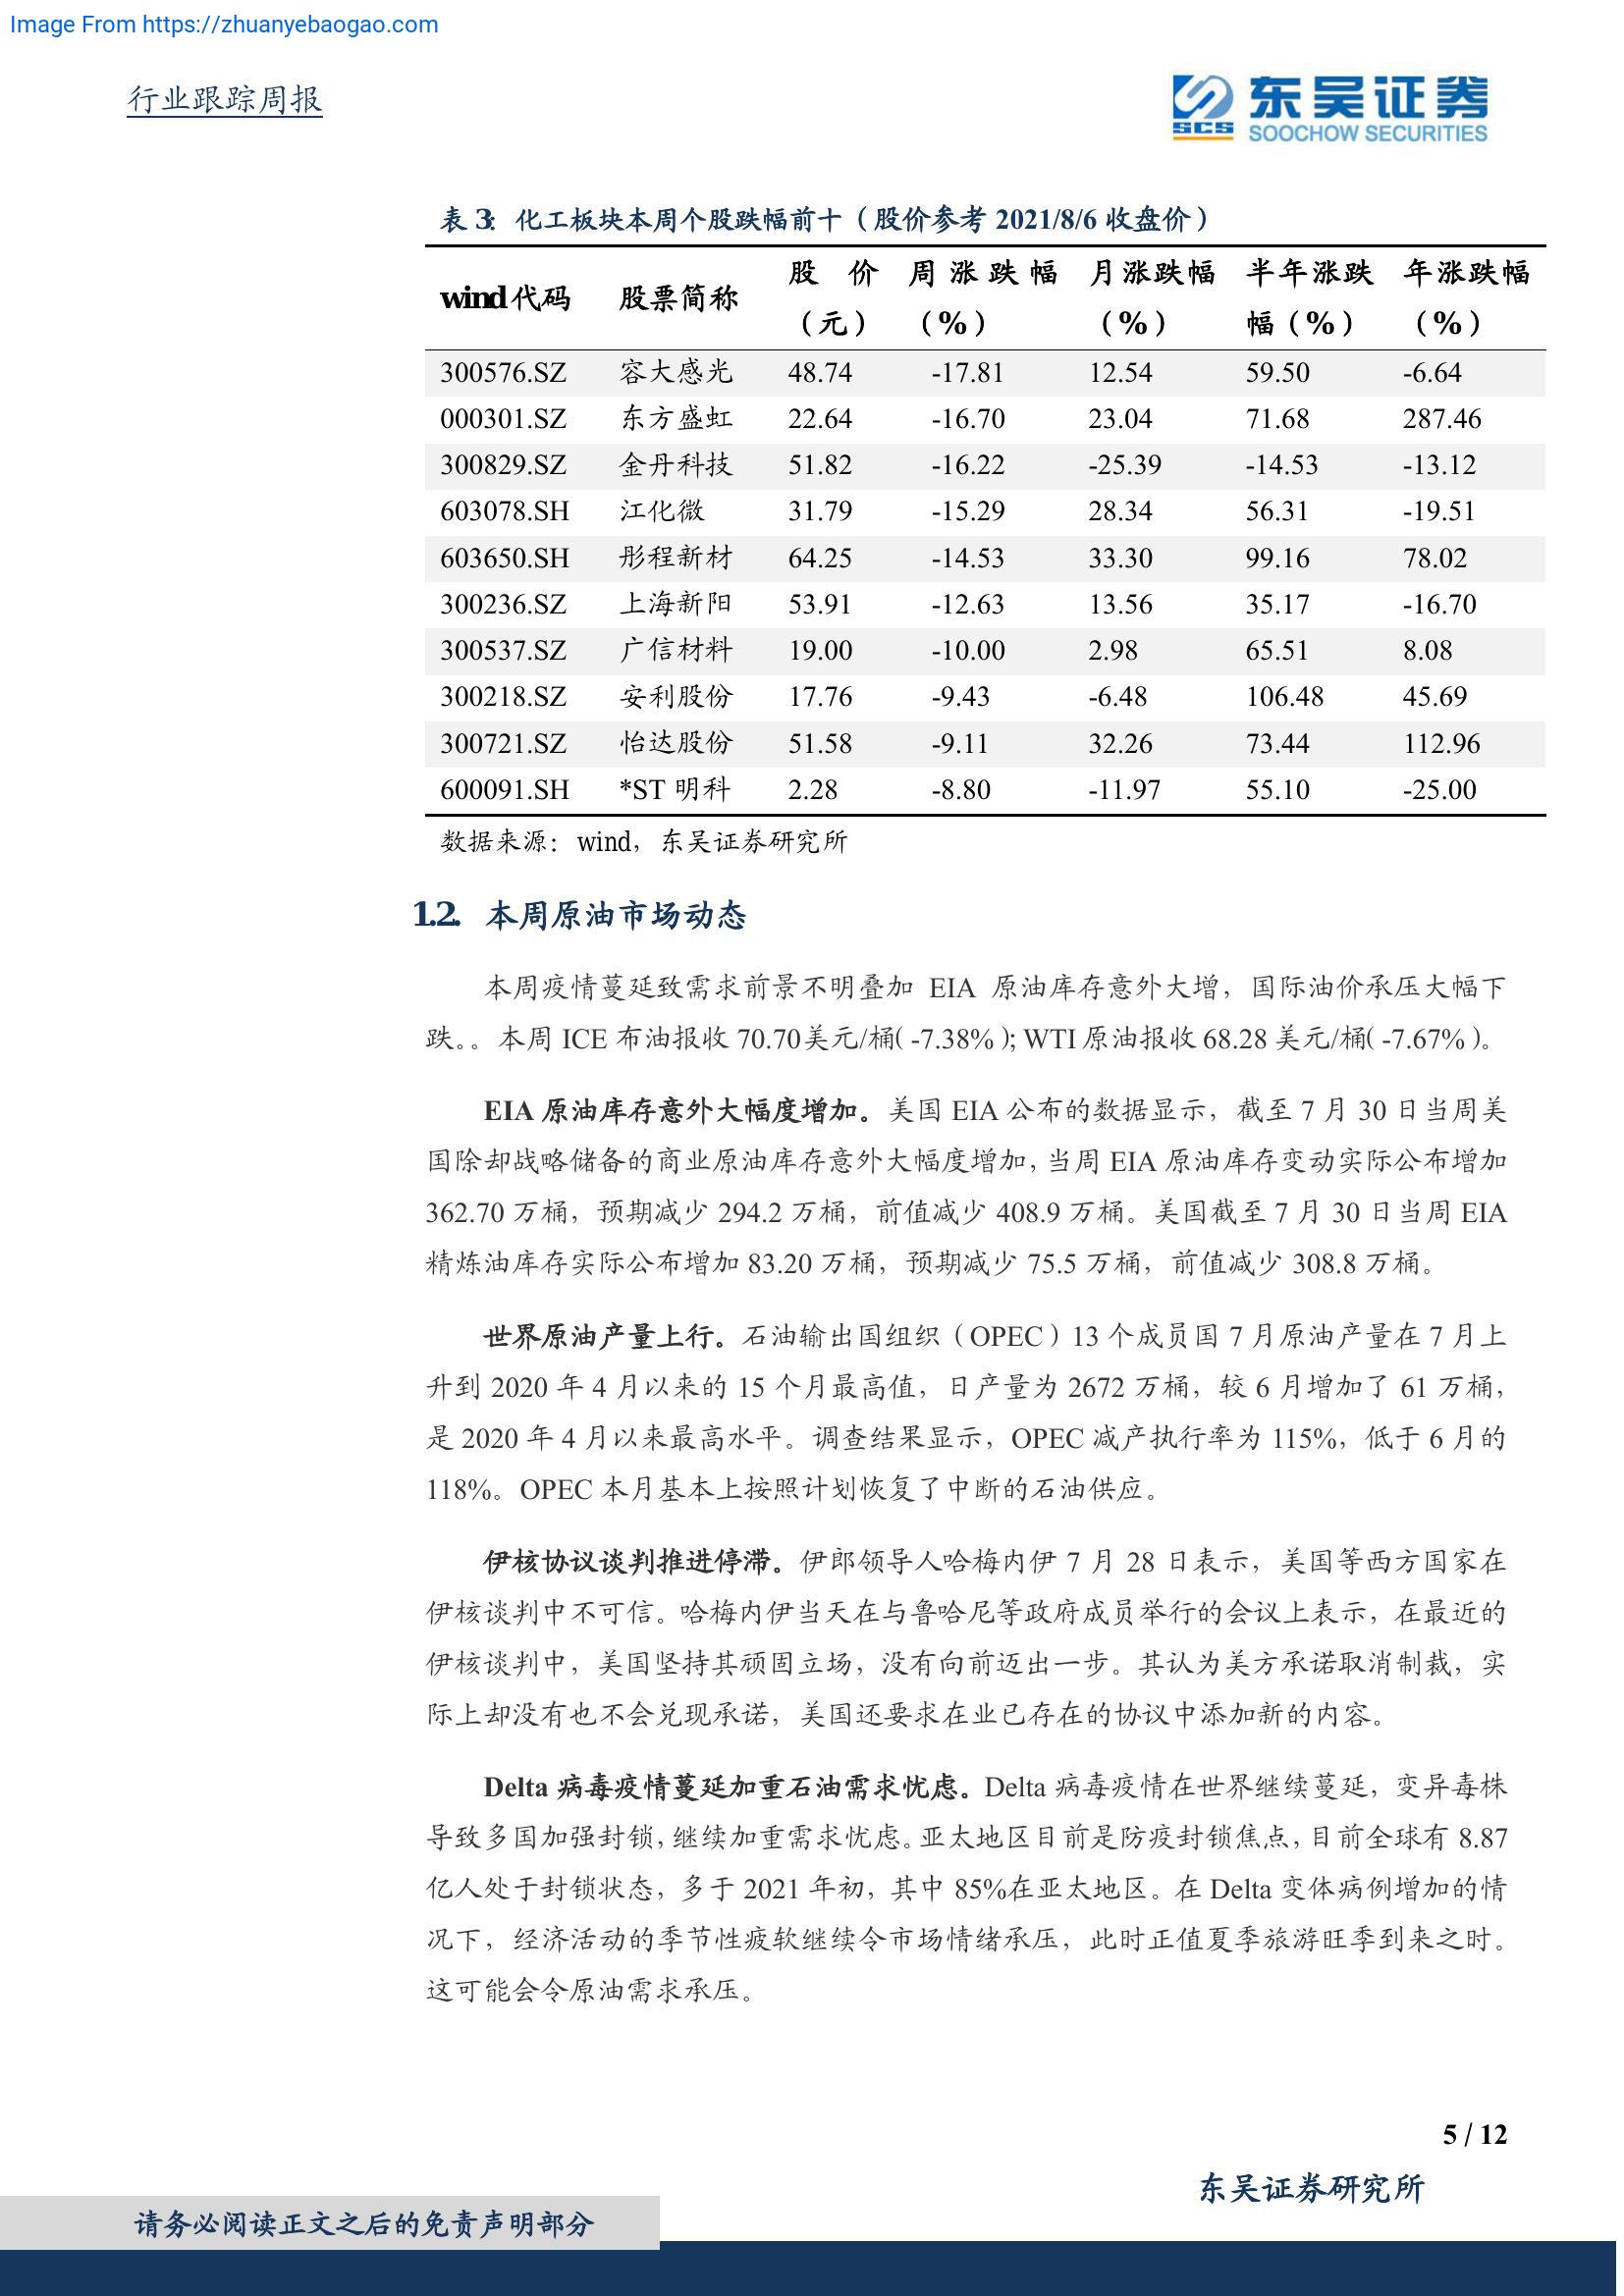 Image From https://zhuanyebaogao.com
行业跟踪周报
东吴证券
SCS
SOOCHOW SECURITIES
表 3：化工板块本周个股跌幅前十（股价参考 2021/8/6 收盘价）
wind代码 股票简称 股 价（元） 周涨跌幅（%） 月涨跌幅（%） 半年涨跌幅（%） 年涨跌幅（%）
300576.SZ 容大感光 48.74 -17.81 12.54 59.50 -6.64
000301.SZ 东方盛虹 22.64 -16.70 23.04 71.68 287.46
300829.SZ 金丹科技 51.82 -16.22 -25.39 -14.53 -13.12
603078.SH 江化微 31.79 -15.29 28.34 56.31 -19.51
603650.SH 彤程新材 64.25 -14.53 33.30 99.16 78.02
300236.SZ 上海新阳 53.91 -12.63 13.56 35.17 -16.70
300537.SZ 广信材料 19.00 -10.00 2.98 65.51 8.08
300218.SZ 安利股份 17.76 -9.43 -6.48 106.48 45.69
300721.SZ 怡达股份 51.58 -9.11 32.26 73.44 112.96
600091.SH *ST 明科 2.28 -8.80 -11.97 55.10 -25.00
数据来源：wind，东吴证券研究所
1.2. 本周原油市场动态
本周疫情蔓延致需求前景不明叠加 EIA 原油库存意外大增，国际油价承压大幅下
跌。。本周 ICE 布油报收 70.70美元/桶( -7.38% ); WTI 原油报收 68.28 美元/桶( -7.67% )。
EIA 原油库存意外大幅度增加。美国 EIA 公布的数据显示，截至 7 月 30 日当周美
国除却战略储备的商业原油库存意外大幅度增加，当周 EIA 原油库存变动实际公布增加
362.70 万桶，预期减少 294.2 万桶，前值减少 408.9 万桶。美国截至 7 月 30 日当周 EIA
精炼油库存实际公布增加 83.20 万桶，预期减少 75.5 万桶，前值减少 308.8 万桶。
世界原油产量上行。石油输出国组织（OPEC）13 个成员国 7 月原油产量在 7 月上
升到 2020 年 4 月以来的 15 个月最高值，日产量为 2672 万桶，较 6 月增加了 61 万桶，
是 2020 年 4 月以来最高水平。调查结果显示，OPEC 减产执行率为 115%，低于 6 月的
118%。OPEC 本月基本上按照计划恢复了中断的石油供应。
伊核协议谈判推进停滞。伊郎领导人哈梅内伊 7 月 28 日表示，美国等西方国家在
伊核谈判中不可信。哈梅内伊当天在与鲁哈尼等政府成员举行的会议上表示，在最近的
伊核谈判中，美国坚持其顽固立场，没有向前迈出一步。其认为美方承诺取消制裁，实
际上却没有也不会兑现承诺，美国还要求在业已存在的协议中添加新的内容。
Delta 病毒疫情蔓延加重石油需求忧虑。Delta 病毒疫情在世界继续蔓延，变异毒株
导致多国加强封锁，继续加重需求忧虑。亚太地区目前是防疫封锁焦点，目前全球有 8.87
亿人处于封锁状态，多于 2021 年初，其中 85%在亚太地区。在 Delta 变体病例增加的情
况下，经济活动的季节性疲软继续令市场情绪承压，此时正值夏季旅游旺季到来之时。
这可能会令原油需求承压。
5 / 12
东吴证券研究所
请务必阅读正文之后的免责声明部分